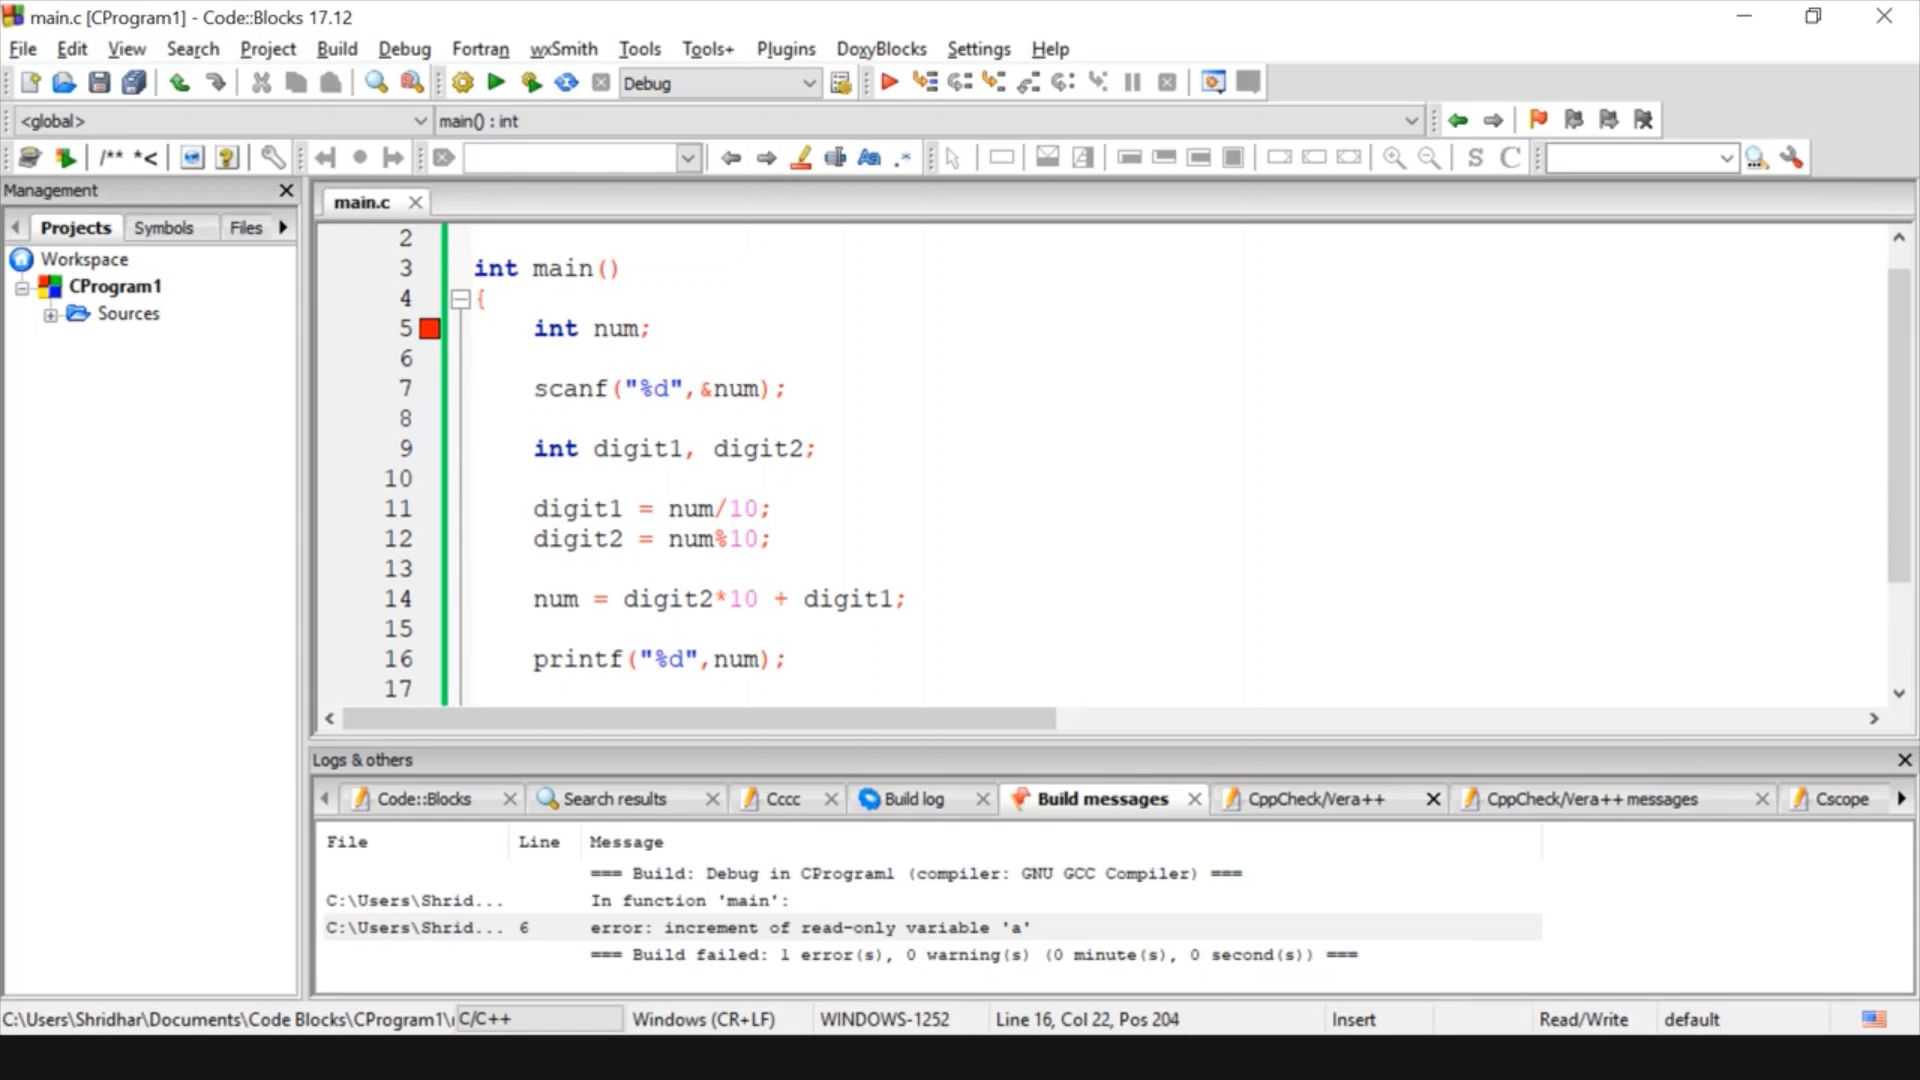 main.c [CProgram1] - Code::Blocks 17.12
File Edit View Search Project Build Debug Fortran wxSmith Tools Tools+ Plugins DoxyBlocks Settings Help
Debug
<global> main() : int
/** *< S C
Management
main.c
Projects Symbols Files
Workspace
CProgram1
Sources
2
3 int main()
4 {
5 int num;
6
7 scanf("%d",&num);
8
9 int digit1, digit2;
10
11 digit1 = num/10;
12 digit2 = num%10;
13
14 num = digit2*10 + digit1;
15
16 printf("%d",num);
17
Logs & others
Code::Blocks Search results Cccc Build log Build messages CppCheck/Vera++ CppCheck/Vera++ messages Cscope
File Line Message
=== Build: Debug in CProgram1 (compiler: GNU GCC Compiler) ===
C:\Users\Shrid... In function 'main':
C:\Users\Shrid... 6 error: increment of read-only variable 'a'
=== Build failed: 1 error(s), 0 warning(s) (0 minute(s), 0 second(s)) ===
C:\Users\Shridhar\Documents\Code Blocks\CProgram1\ C/C++ Windows (CR+LF) WINDOWS-1252 Line 16, Col 22, Pos 204 Insert Read/Write default